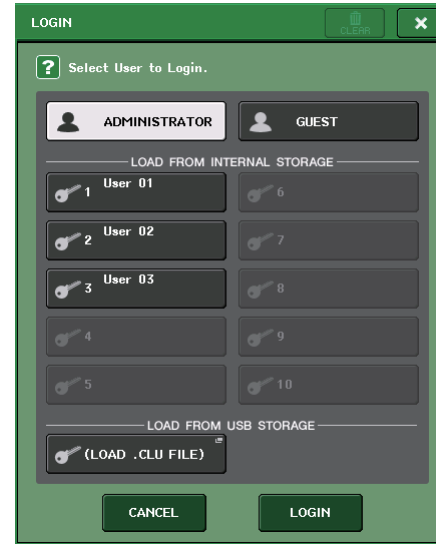 LOGIN
CLEAR
×
? Select User to Login.
ADMINISTRATOR
GUEST
LOAD FROM INTERNAL STORAGE
1 User 01
6
2 User 02
7
3 User 03
8
4
9
5
10
LOAD FROM USB STORAGE
(LOAD .CLU FILE)
CANCEL
LOGIN